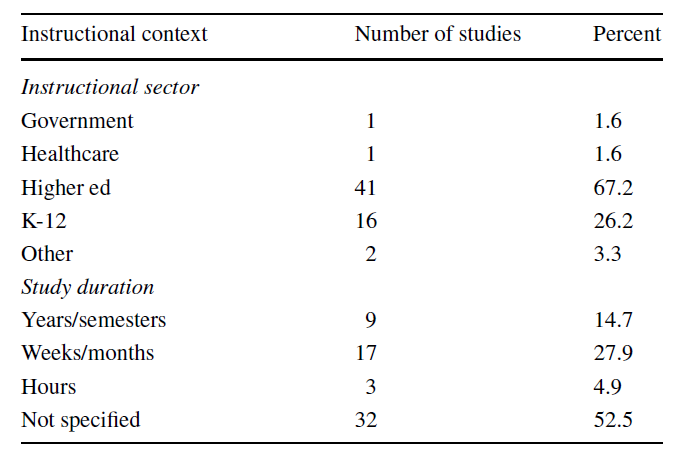 Instructional context Number of studies Percent
Instructional sector
Government 1 1.6
Healthcare 1 1.6
Higher ed 41 67.2
K-12 16 26.2
Other 2 3.3
Study duration
Years/semesters 9 14.7
Weeks/months 17 27.9
Hours 3 4.9
Not specified 32 52.5